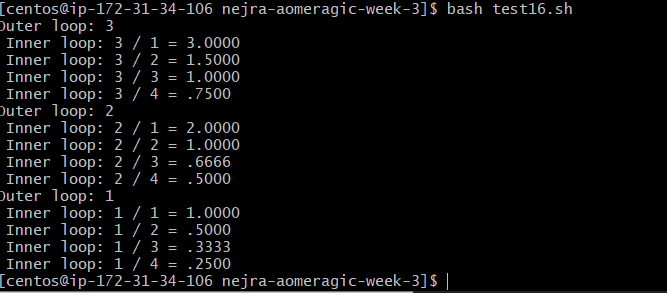 [centos@ip-172-31-34-106 nejra-aomeragic-week-3]$ bash test16.sh
Outer loop: 3
Inner loop: 3 / 1 = 3.0000
Inner loop: 3 / 2 = 1.5000
Inner loop: 3 / 3 = 1.0000
Inner loop: 3 / 4 = .7500
Outer loop: 2
Inner loop: 2 / 1 = 2.0000
Inner loop: 2 / 2 = 1.0000
Inner loop: 2 / 3 = .6666
Inner loop: 2 / 4 = .5000
Outer loop: 1
Inner loop: 1 / 1 = 1.0000
Inner loop: 1 / 2 = .5000
Inner loop: 1 / 3 = .3333
Inner loop: 1 / 4 = .2500
[centos@ip-172-31-34-106 nejra-aomeragic-week-3]$